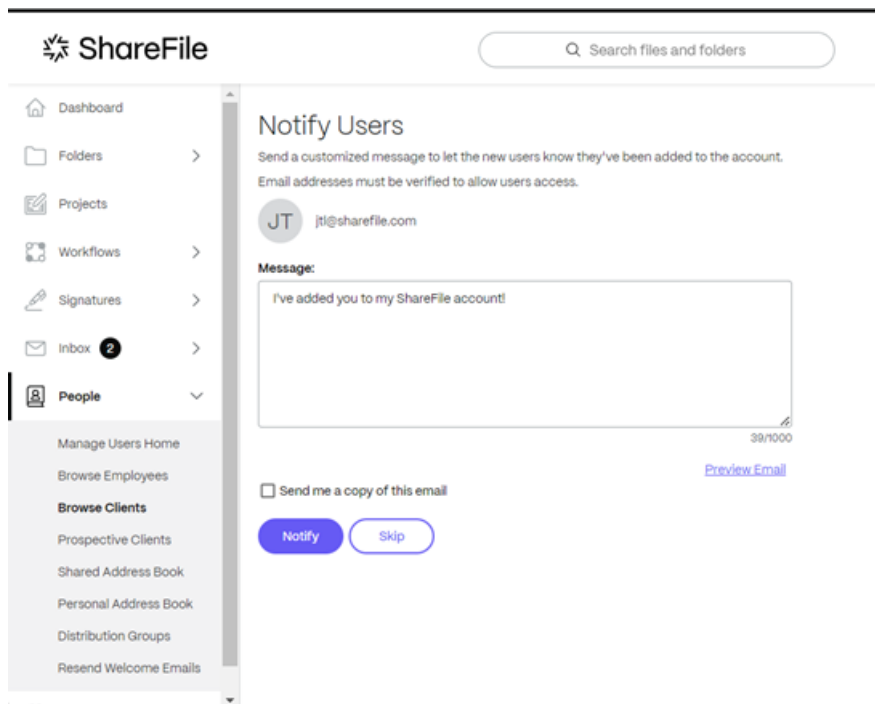 ShareFile
Search files and folders
Dashboard
Folders
Projects
Workflows
Signatures
Inbox 2
People
Manage Users Home
Browse Employees
Browse Clients
Prospective Clients
Shared Address Book
Personal Address Book
Distribution Groups
Resend Welcome Emails
Notify Users
Send a customized message to let the new users know they've been added to the account.
Email addresses must be verified to allow users access.
JT jtl@sharefile.com
Message:
I've added you to my ShareFile account!
39/1000
Preview Email
Send me a copy of this email
Notify Skip